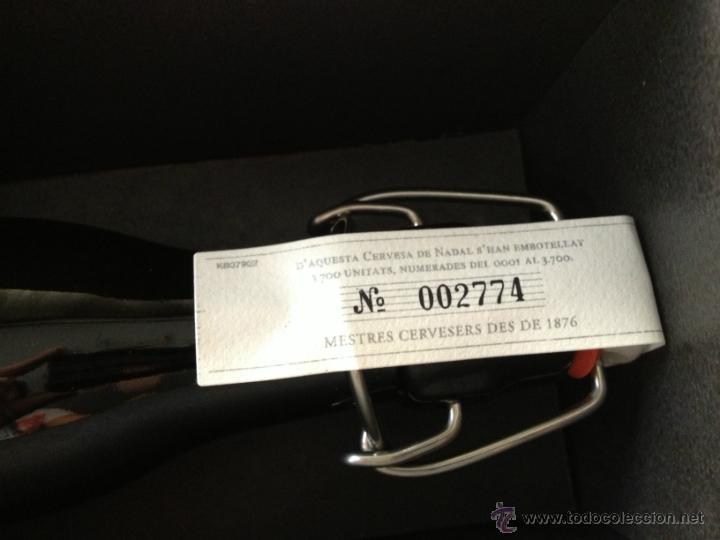 KB07902
D'AQUESTA CERVESA DE NADAL S'HAN EMBOTELLAT
3.700 UNITATS, NUMERADES DEL 0001 AL 3.700.
Nº 002774
MESTRES CERVESERS DES DE 1876
© www.todocoleccion.net